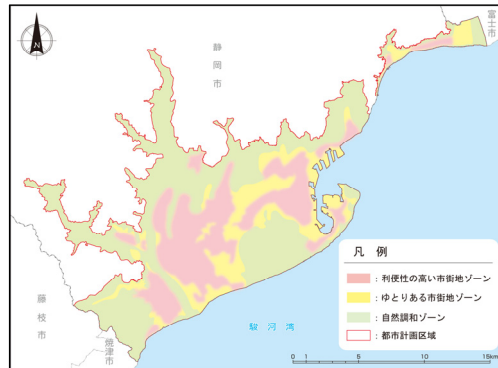 富士市
N
静岡市
凡 例
：利便性の高い市街地ゾーン
：ゆとりある市街地ゾーン
：自然調和ゾーン
：都市計画区域
藤枝市
焼津市
駿河湾
0 1 5 10 15km